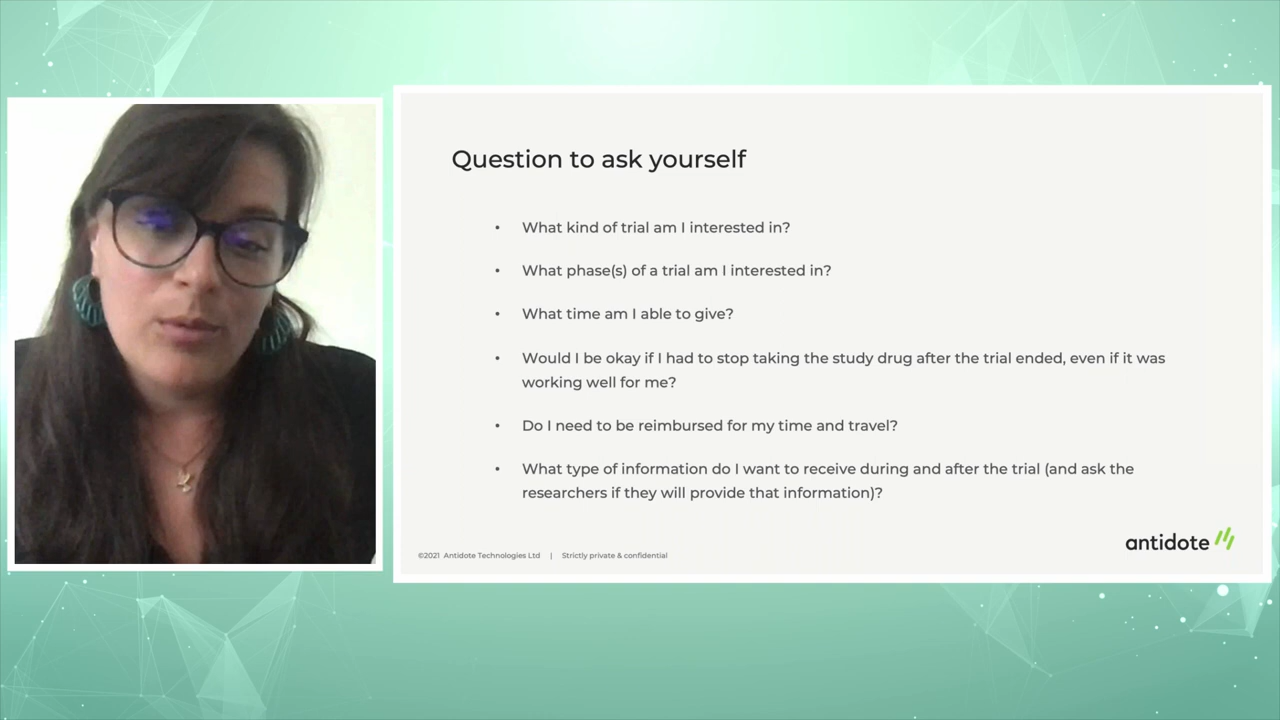 Question to ask yourself
• What kind of trial am I interested in?
• What phase(s) of a trial am I interested in?
• What time am I able to give?
• Would I be okay if I had to stop taking the study drug after the trial ended, even if it was
working well for me?
• Do I need to be reimbursed for my time and travel?
• What type of information do I want to receive during and after the trial (and ask the
researchers if they will provide that information)?
©2021 Antidote Technologies Ltd | Strictly private & confidential
antidote